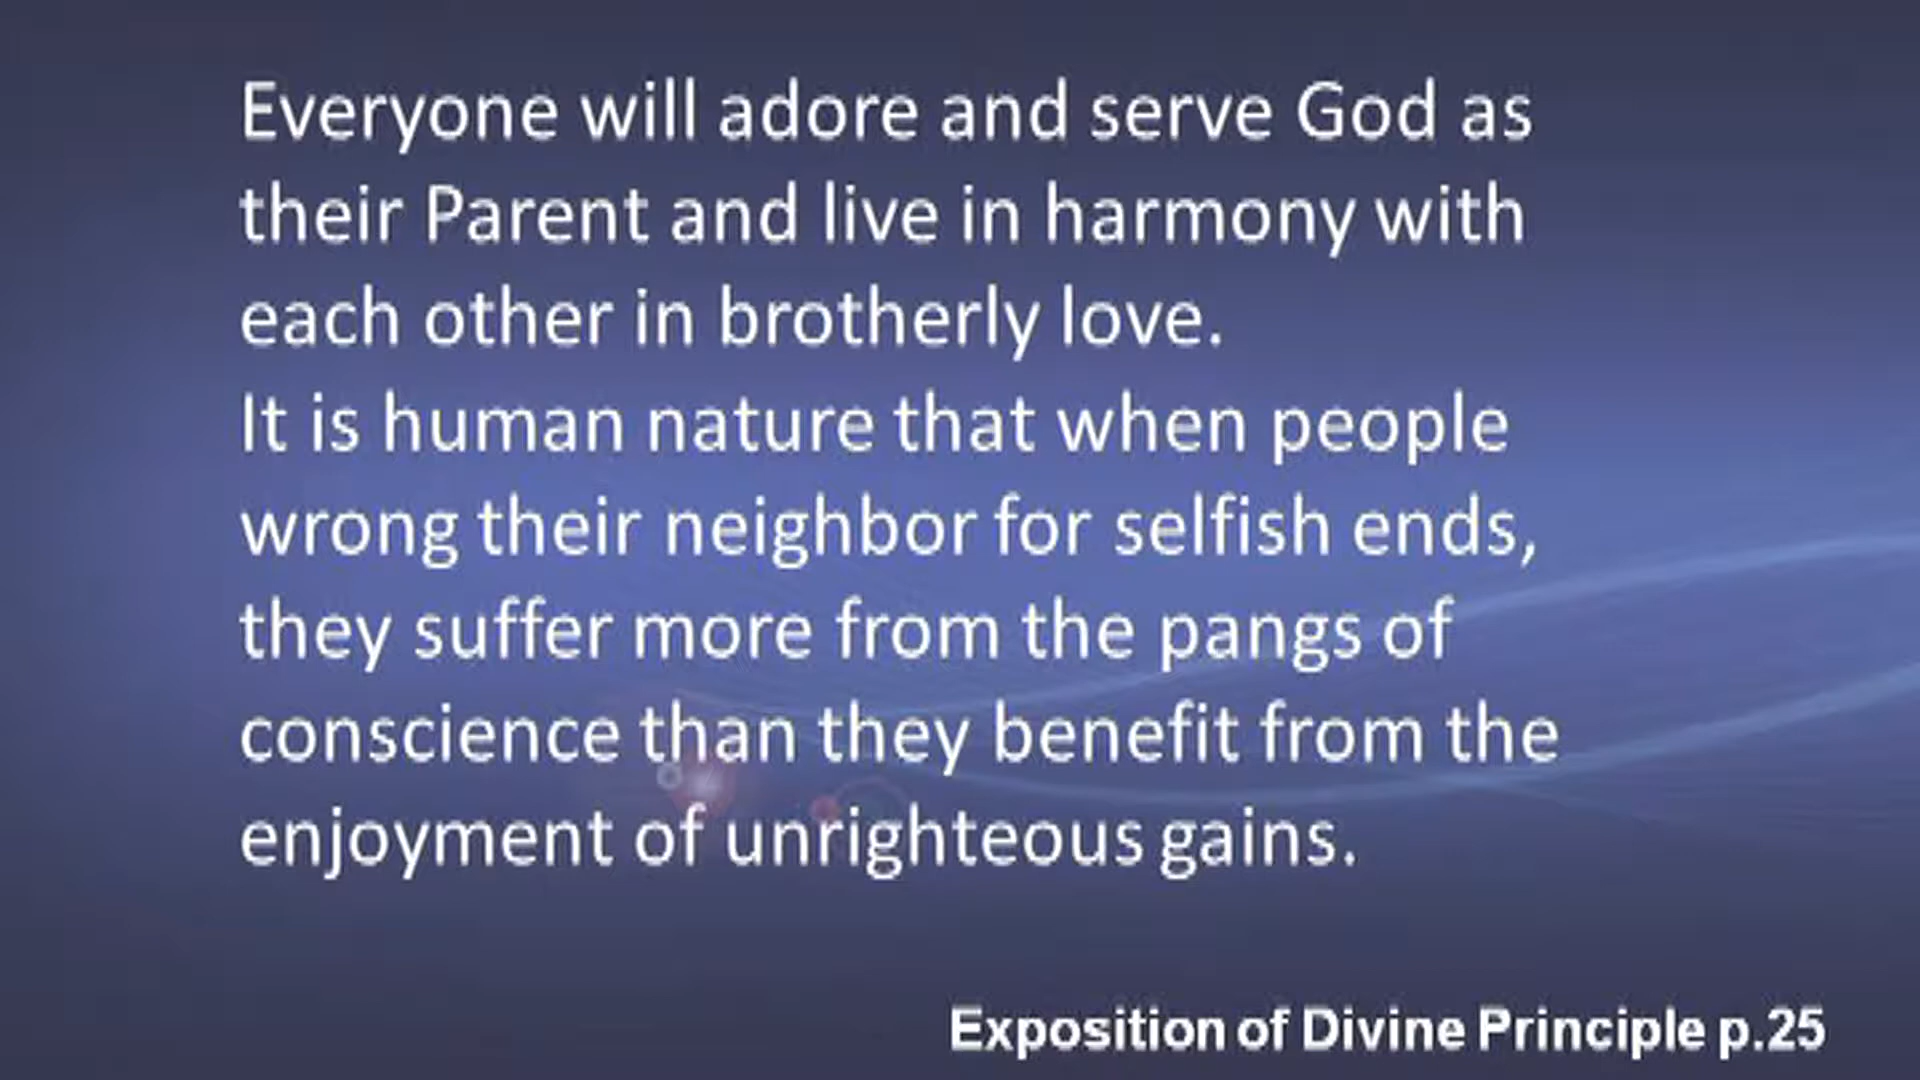 Everyone will adore and serve God as
their Parent and live in harmony with
each other in brotherly love.
It is human nature that when people
wrong their neighbor for selfish ends,
they suffer more from the pangs of
conscience than they benefit from the
enjoyment of unrighteous gains.
Exposition of Divine Principle p.25